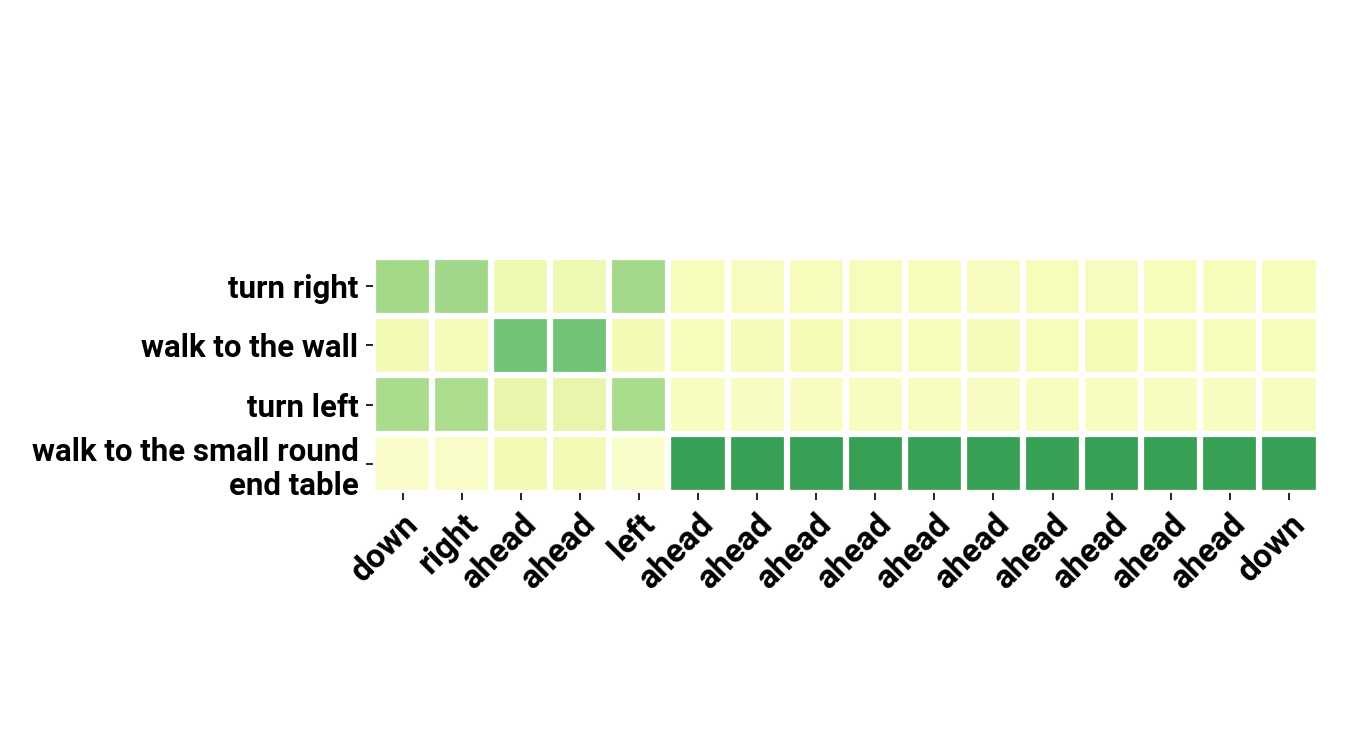 turn right
walk to the wall
turn left
walk to the small round
end table
down
right
ahead
ahead
left
ahead
ahead
ahead
ahead
ahead
ahead
ahead
ahead
ahead
ahead
down